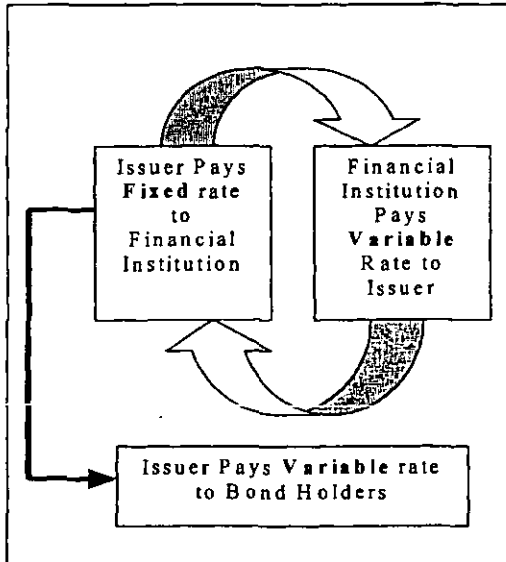 Issuer Pays
Fixed rate
to
Financial
Institution
Financial
Institution
Pays
Variable
Rate to
Issuer
Issuer Pays Variable rate
to Bond Holders